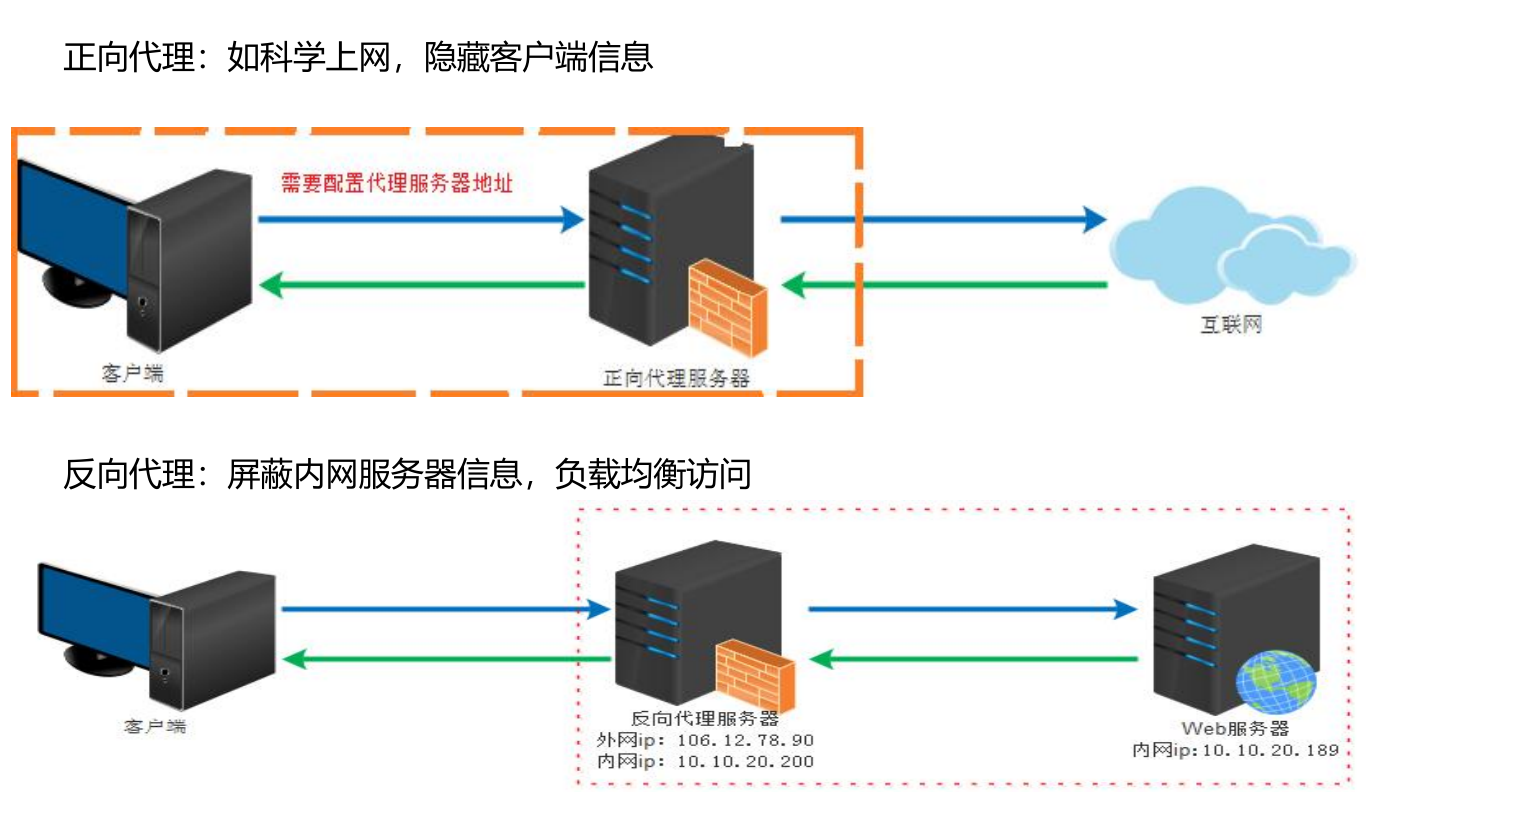 正向代理：如科学上网，隐藏客户端信息
需要配置代理服务器地址
互联网
客户端
正向代理服务器
反向代理：屏蔽内网服务器信息，负载均衡访问
客户端
反向代理服务器
外网ip：106.12.78.90
内网ip：10.10.20.200
Web服务器
内网ip:10.10.20.189